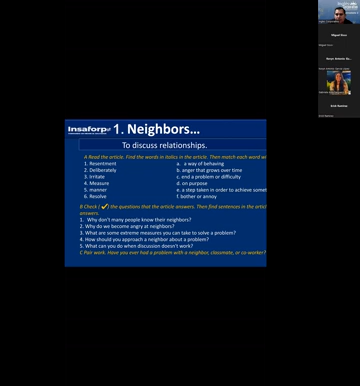 Insaforp
1. Neighbors...
To discuss relationships.
A Read the article. Find the words in italics in the article. Then match each word wi
1. Resentment
a. a way of behaving
2. Deliberately
b. anger that grows over time
3. Irritate
c. end a problem or difficulty
4. Measure
d. on purpose
5. manner
e. a step taken in order to achieve somet
6. Resolve
f. bother or annoy
B Check ( ✓) the questions that the article answers. Then find sentences in the artic
answers.
1. Why don't many people know their neighbors?
2. Why do we become angry at neighbors?
3. What are some extreme measures you can take to solve a problem?
4. How should you approach a neighbor about a problem?
5. What can you do when discussion doesn't work?
C Pair work. Have you ever had a problem with a neighbor, classmate, or co-worker?